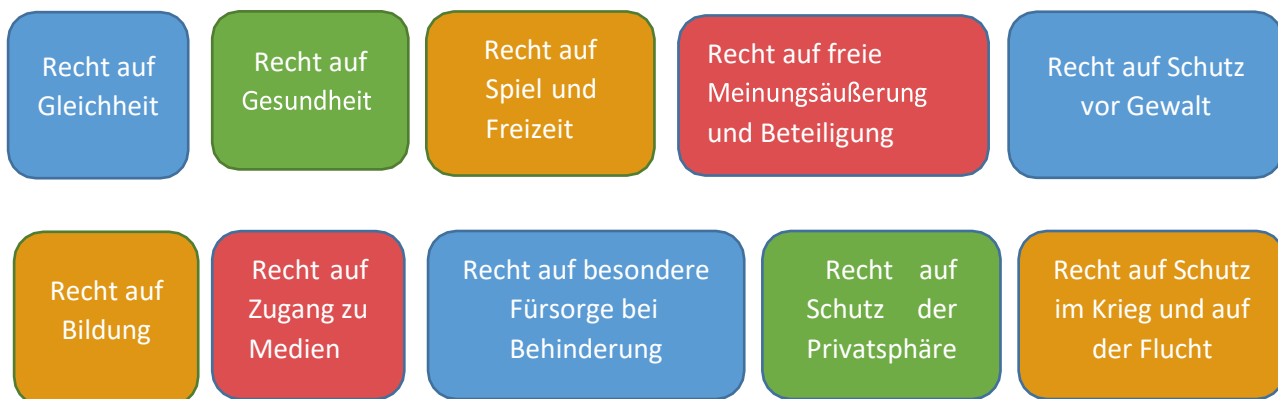 Recht auf
Gleichheit
Recht auf
Gesundheit
Recht auf
Spiel und
Freizeit
Recht auf freie
Meinungsäußerung
und Beteiligung
Recht auf Schutz
vor Gewalt
Recht auf
Bildung
Recht auf
Zugang zu
Medien
Recht auf besondere
Fürsorge bei
Behinderung
Recht auf
Schutz der
Privatsphäre
Recht auf Schutz
im Krieg und auf
der Flucht